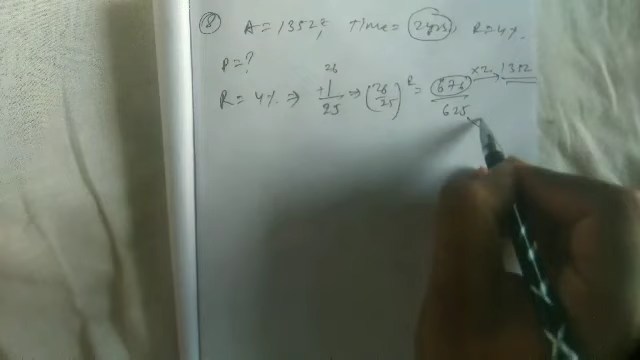 (8) A = 1352₹, Time = 2yrs, R = 4%.
P = ?
R = 4% ⇒ +1/25 26 ⇒ (26/25)² = 676/625 ×2→ 1352